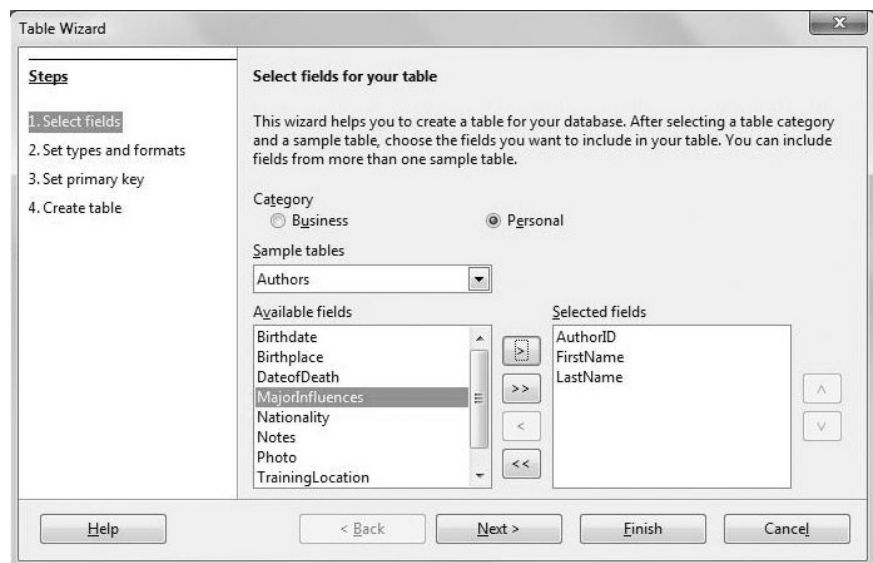 Table Wizard
X
Steps
1. Select fields
2. Set types and formats
3. Set primary key
4. Create table
Select fields for your table
This wizard helps you to create a table for your database. After selecting a table category
and a sample table, choose the fields you want to include in your table. You can include
fields from more than one sample table.
Category
Business
Personal
Sample tables
Authors
Available fields
Birthdate
Birthplace
DateofDeath
MajorInfluences
Nationality
Notes
Photo
TrainingLocation
>
>>
<
<<
Selected fields
AuthorID
FirstName
LastName
Help
< Back
Next >
Finish
Cancel